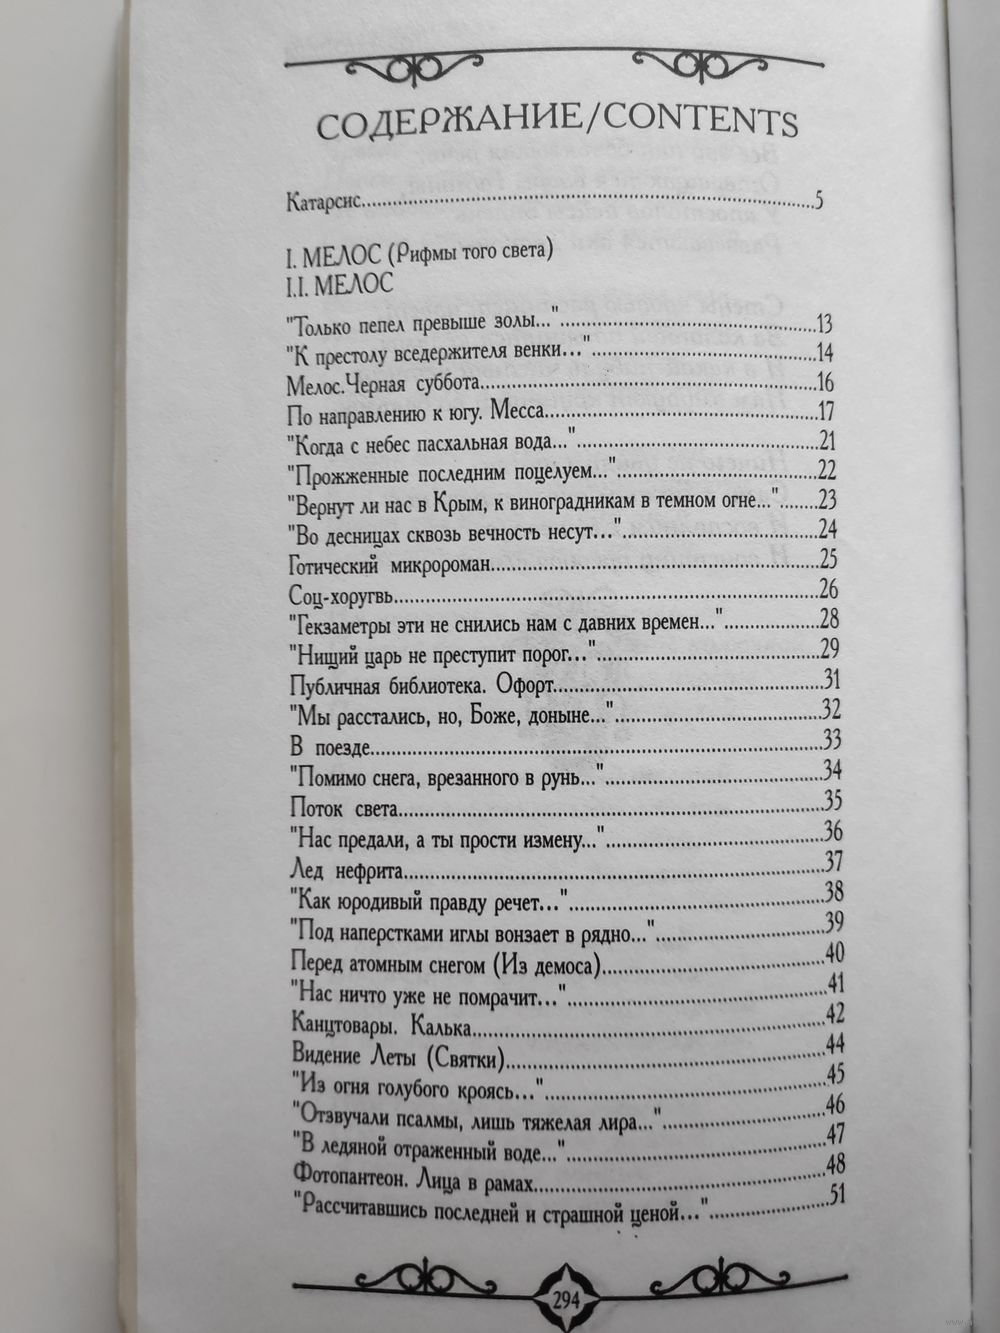 СОДЕРЖАНИЕ/CONTENTS
Катарсис..........5
I. МЕЛОС (Рифмы того света)
I.I. МЕЛОС
"Только пепел превыше золы..."..........13
"К престолу вседержителя венки..."..........14
Мелос.Черная суббота..........16
По направлению к югу. Месса..........17
"Когда с небес пасхальная вода..."..........21
"Прожженные последним поцелуем..."..........22
"Вернут ли нас в Крым, к виноградникам в темном огне..."..........23
"Во десницах сквозь вечность несут..."..........24
Готический микророман..........25
Соц-хоругвь..........26
"Гекзаметры эти не снились нам с давних времен..."..........28
"Нищий царь не преступит порог..."..........29
Публичная библиотека. Офорт..........31
"Мы расстались, но, Боже, доныне..."..........32
В поезде..........33
"Помимо снега, врезанного в рунь..."..........34
Поток света..........35
"Нас предали, а ты прости измену..."..........36
Лед нефрита..........37
"Как юродивый правду речет..."..........38
"Под наперстками иглы вонзает в рядно..."..........39
Перед атомным снегом (Из демоса)..........40
"Нас ничто уже не помрачит..."..........41
Канцтовары. Калька..........42
Видение Леты (Святки)..........44
"Из огня голубого кроясь..."..........45
"Отзвучали псалмы, лишь тяжелая лира..."..........46
"В ледяной отраженный воде..."..........47
Фотопантеон. Лица в рамах..........48
"Рассчитавшись последней и страшной ценой..."..........51
294